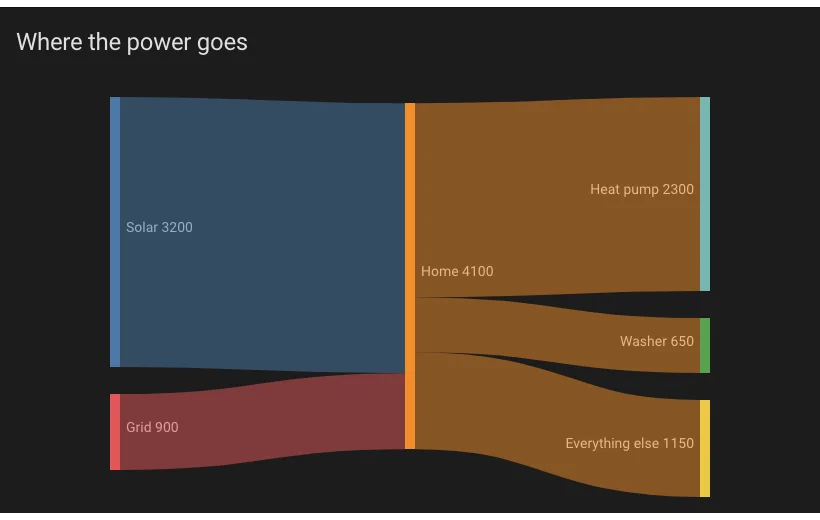 Where the power goes
Heat pump 2300
Solar 3200
Home 4100
Washer 650
Grid 900
Everything else 1150